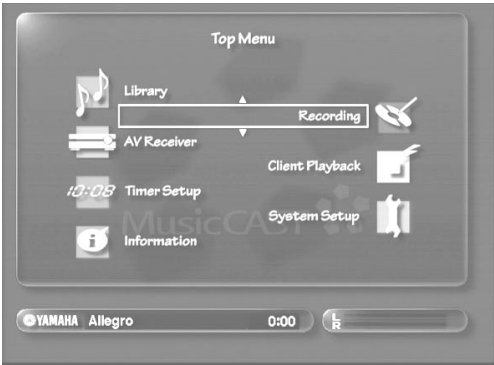 Top Menu
Library
Recording
AV Receiver
Client Playback
10:08 Timer Setup
System Setup
MusicCAST
Information
YAMAHA Allegro 0:00 L
R